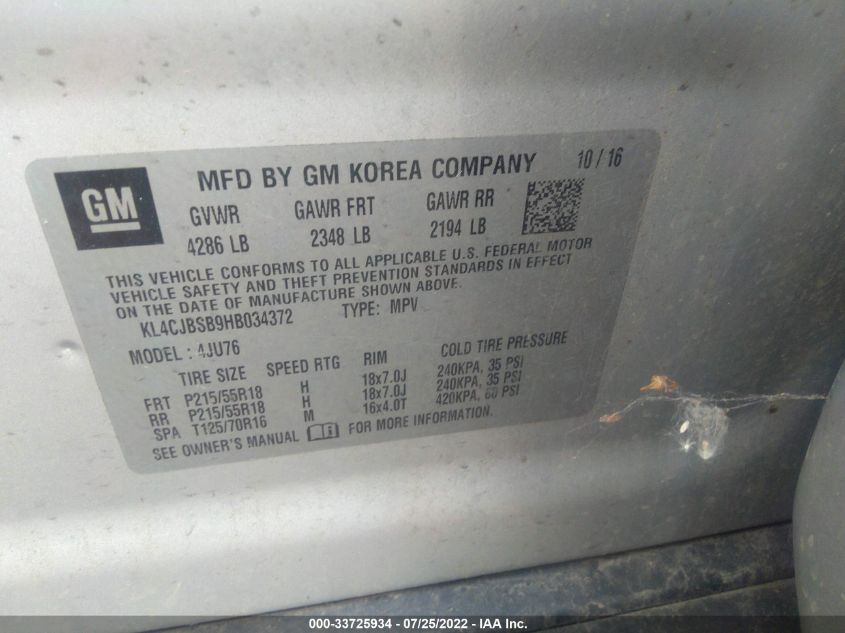 GM
MFD BY GM KOREA COMPANY 10 / 16
GVWR GAWR FRT GAWR RR
4286 LB 2348 LB 2194 LB
THIS VEHICLE CONFORMS TO ALL APPLICABLE U.S. FEDERAL MOTOR
VEHICLE SAFETY AND THEFT PREVENTION STANDARDS IN EFFECT
ON THE DATE OF MANUFACTURE SHOWN ABOVE.
KL4CJBSB9HB034372 TYPE: MPV
MODEL : 4JU76
TIRE SIZE SPEED RTG RIM COLD TIRE PRESSURE
FRT P215/55R18 H 18x7.0J 240KPA, 35 PSI
RR P215/55R18 H 18x7.0J 240KPA, 35 PSI
SPA T125/70R16 M 16x4.0T 420KPA, 60 PSI
SEE OWNER'S MANUAL FOR MORE INFORMATION.
000-33725934 - 07/25/2022 - IAA Inc.